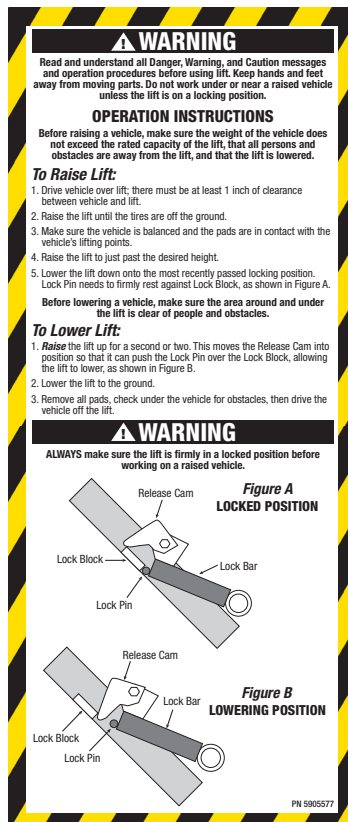 WARNING
Read and understand all Danger, Warning, and Caution messages
and operation procedures before using lift. Keep hands and feet
away from moving parts. Do not work under or near a raised vehicle
unless the lift is on a locking position.
OPERATION INSTRUCTIONS
Before raising a vehicle, make sure the weight of the vehicle does
not exceed the rated capacity of the lift, that all persons and
obstacles are away from the lift, and that the lift is lowered.
To Raise Lift:
1. Drive vehicle over lift; there must be at least 1 inch of clearance
between vehicle and lift.
2. Raise the lift until the tires are off the ground.
3. Make sure the vehicle is balanced and the pads are in contact with the
vehicle's lifting points.
4. Raise the lift to just past the desired height.
5. Lower the lift down onto the most recently passed locking position.
Lock Pin needs to firmly rest against Lock Block, as shown in Figure A.
Before lowering a vehicle, make sure the area around and under
the lift is clear of people and obstacles.
To Lower Lift:
1. Raise the lift up for a second or two. This moves the Release Cam into
position so that it can push the Lock Pin over the Lock Block, allowing
the lift to lower, as shown in Figure B.
2. Lower the lift to the ground.
3. Remove all pads, check under the vehicle for obstacles, then drive the
vehicle off the lift.
WARNING
ALWAYS make sure the lift is firmly in a locked position before
working on a raised vehicle.
Figure A
LOCKED POSITION
Release Cam
Lock Block
Lock Bar
Lock Pin
Release Cam
Figure B
LOWERING POSITION
Lock Bar
Lock Block
Lock Pin
PN 5905577